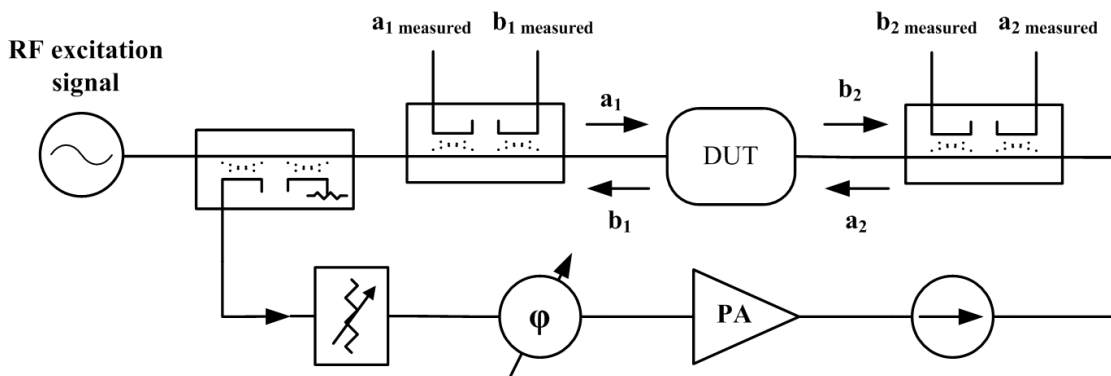 a₁ measured b₁ measured
b₂ measured a₂ measured
RF excitation
signal
a₁
b₂
DUT
b₁
a₂
φ
PA